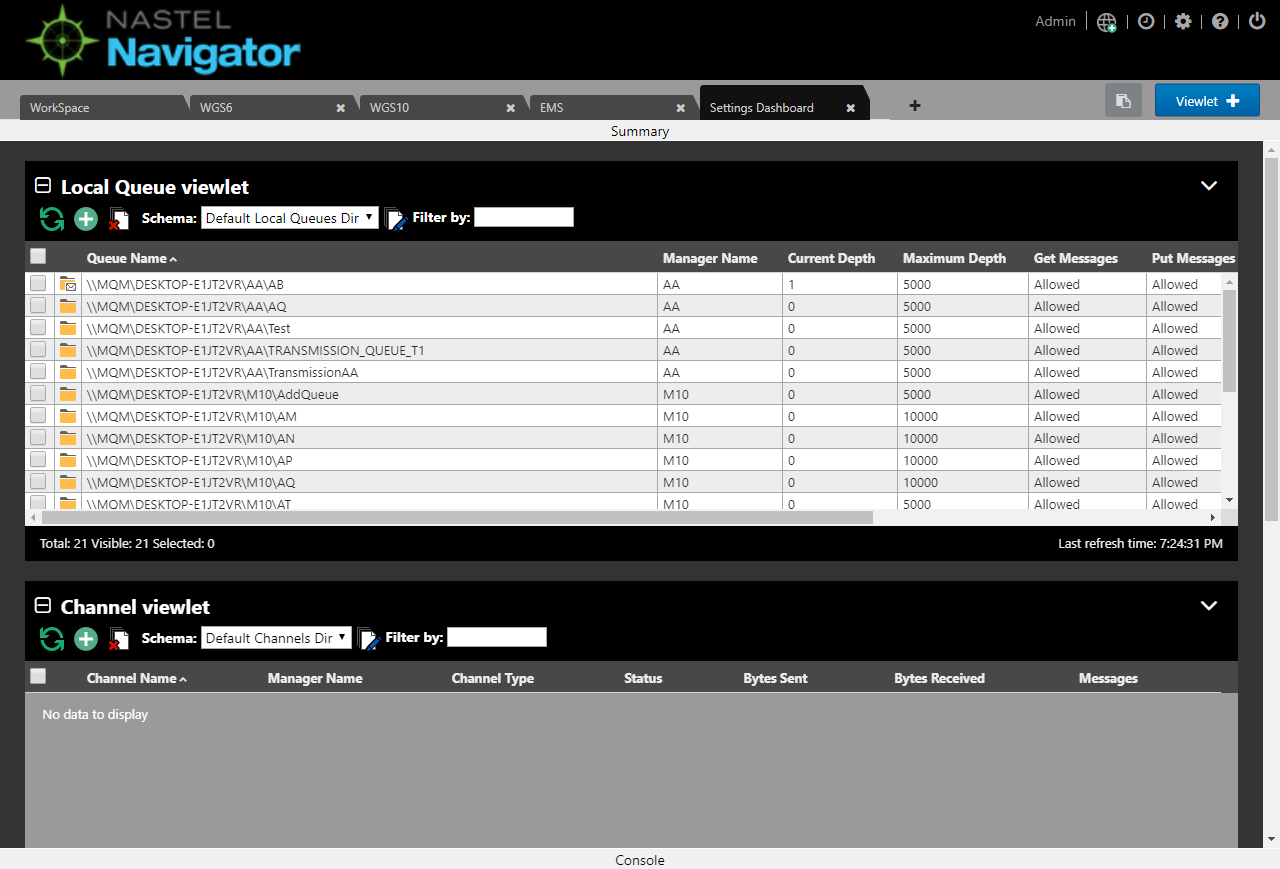 NASTEL
Navigator
Admin
WorkSpace WGS6 WGS10 EMS Settings Dashboard Viewlet
Summary
Local Queue viewlet
Schema: Default Local Queues Dir Filter by:
Queue Name Manager Name Current Depth Maximum Depth Get Messages Put Messages
\\MQM\DESKTOP-E1JT2VR\AA\AB AA 1 5000 Allowed Allowed
\\MQM\DESKTOP-E1JT2VR\AA\AQ AA 0 5000 Allowed Allowed
\\MQM\DESKTOP-E1JT2VR\AA\Test AA 0 5000 Allowed Allowed
\\MQM\DESKTOP-E1JT2VR\AA\TRANSMISSION_QUEUE_T1 AA 0 5000 Allowed Allowed
\\MQM\DESKTOP-E1JT2VR\AA\TransmissionAA AA 0 5000 Allowed Allowed
\\MQM\DESKTOP-E1JT2VR\M10\AddQueue M10 0 5000 Allowed Allowed
\\MQM\DESKTOP-E1JT2VR\M10\AM M10 0 10000 Allowed Allowed
\\MQM\DESKTOP-E1JT2VR\M10\AN M10 0 10000 Allowed Allowed
\\MQM\DESKTOP-E1JT2VR\M10\AP M10 0 10000 Allowed Allowed
\\MQM\DESKTOP-E1JT2VR\M10\AQ M10 0 10000 Allowed Allowed
\\MQM\DESKTOP-E1JT2VR\M10\AT M10 0 5000 Allowed Allowed
Total: 21 Visible: 21 Selected: 0 Last refresh time: 7:24:31 PM
Channel viewlet
Schema: Default Channels Dir Filter by:
Channel Name Manager Name Channel Type Status Bytes Sent Bytes Received Messages
No data to display
Console